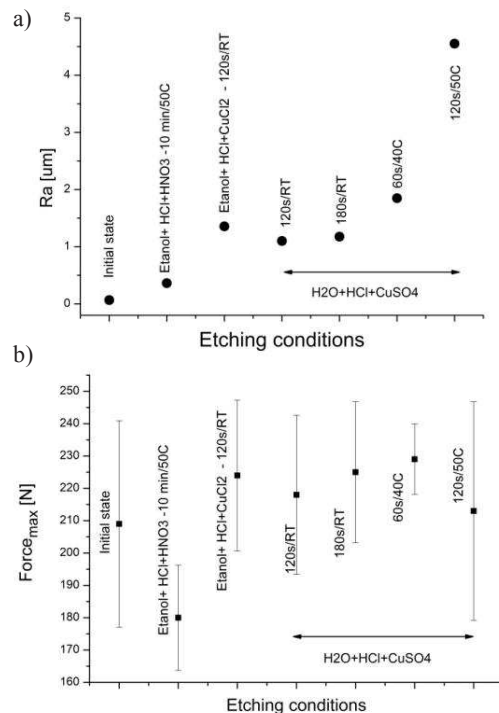 a)
5
4
3
2
1
0
Ra [um]
Initial state
Etanol+ HCl+HNO3 -10 min/50C
Etanol+ HCl+CuCl2 - 120s/RT
120s/RT
180s/RT
60s/40C
120s/50C
H2O+HCl+CuSO4
Etching conditions
b)
250
240
230
220
210
200
190
180
170
160
Force_max [N]
Initial state
Etanol+ HCl+HNO3 -10 min/50C
Etanol+ HCl+CuCl2 - 120s/RT
120s/RT
180s/RT
60s/40C
120s/50C
H2O+HCl+CuSO4
Etching conditions